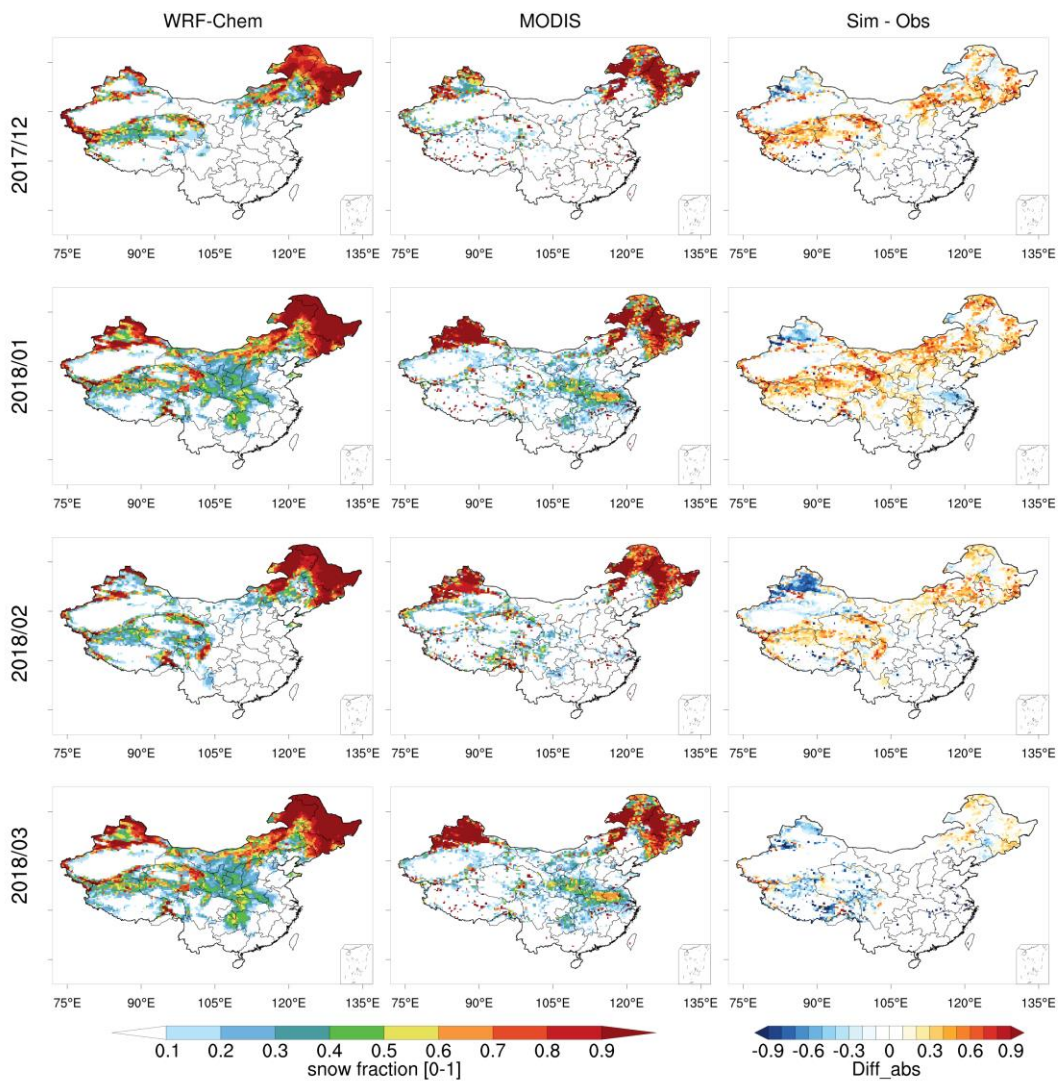 WRF-Chem MODIS Sim - Obs
2017/12
75°E 90°E 105°E 120°E 135°E 75°E 90°E 105°E 120°E 135°E 75°E 90°E 105°E 120°E 135°E
2018/01
75°E 90°E 105°E 120°E 135°E 75°E 90°E 105°E 120°E 135°E 75°E 90°E 105°E 120°E 135°E
2018/02
75°E 90°E 105°E 120°E 135°E 75°E 90°E 105°E 120°E 135°E 75°E 90°E 105°E 120°E 135°E
2018/03
75°E 90°E 105°E 120°E 135°E 75°E 90°E 105°E 120°E 135°E 75°E 90°E 105°E 120°E 135°E
0.1 0.2 0.3 0.4 0.5 0.6 0.7 0.8 0.9 -0.9 -0.6 -0.3 0 0.3 0.6 0.9
snow fraction [0-1] Diff_abs